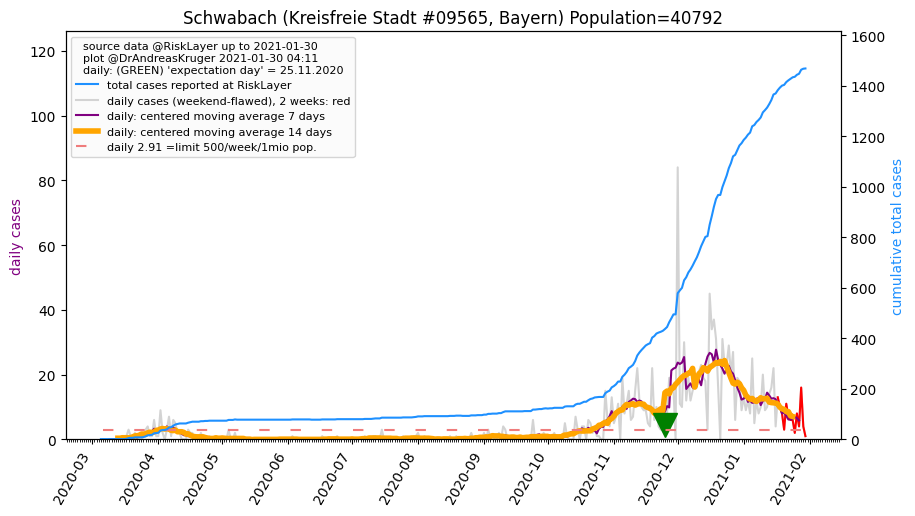 Schwabach (Kreisfreie Stadt #09565, Bayern) Population=40792
source data @RiskLayer up to 2021-01-30
plot @DrAndreasKruger 2021-01-30 04:11
daily: (GREEN) 'expectation day' = 25.11.2020
total cases reported at RiskLayer
daily cases (weekend-flawed), 2 weeks: red
daily: centered moving average 7 days
daily: centered moving average 14 days
daily 2.91 =limit 500/week/1mio pop.
daily cases
120
100
80
60
40
20
0
cumulative total cases
1600
1400
1200
1000
800
600
400
200
0
2020-03
2020-04
2020-05
2020-06
2020-07
2020-08
2020-09
2020-10
2020-11
2020-12
2021-01
2021-02